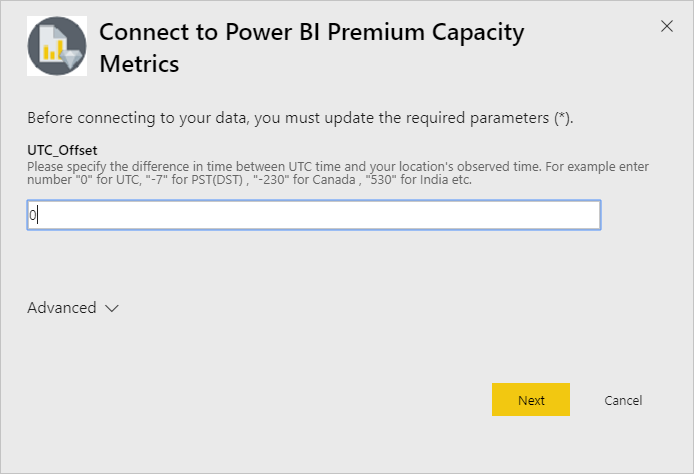 Connect to Power BI Premium Capacity
Metrics
Before connecting to your data, you must update the required parameters (*).
UTC_Offset
Please specify the difference in time between UTC time and your location's observed time. For example enter
number "0" for UTC, "-7" for PST(DST) , "-230" for Canada , "530" for India etc.
0
Advanced
Next
Cancel